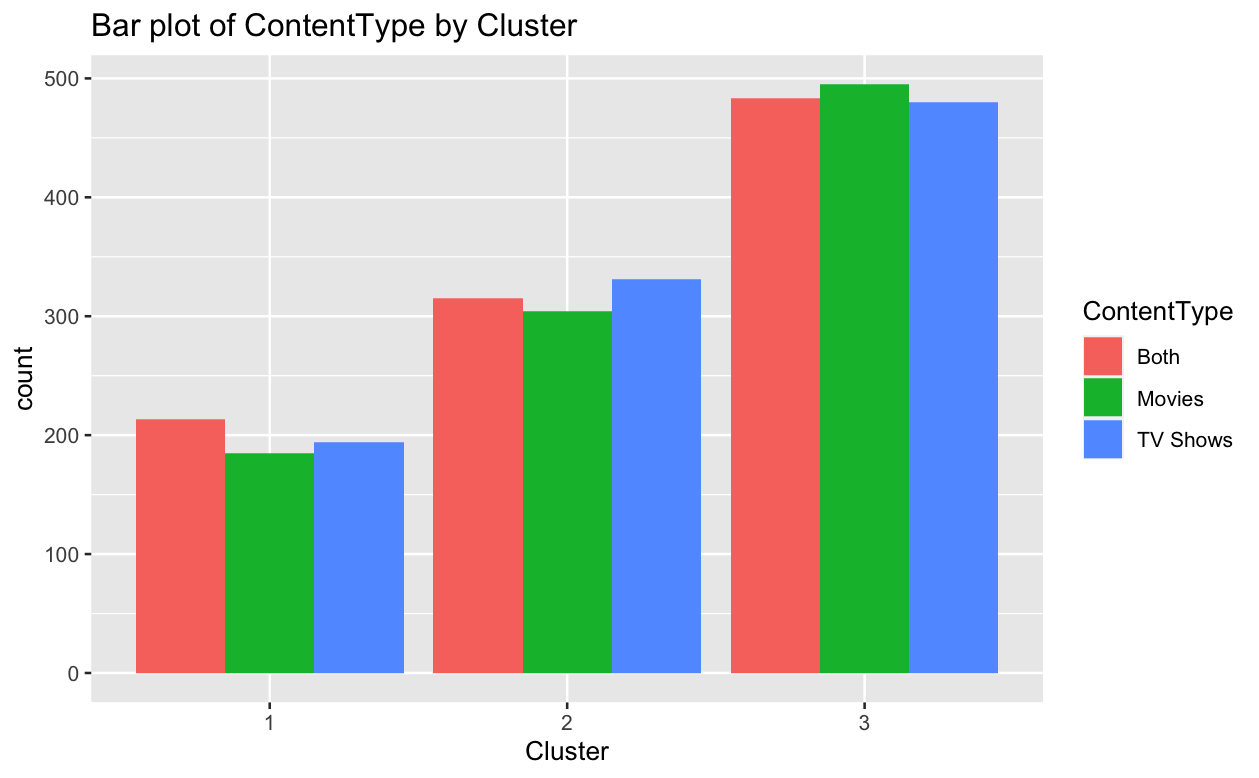 Bar plot of ContentType by Cluster
500
400
300
200
100
0
count
1 2 3
Cluster
ContentType
Both
Movies
TV Shows